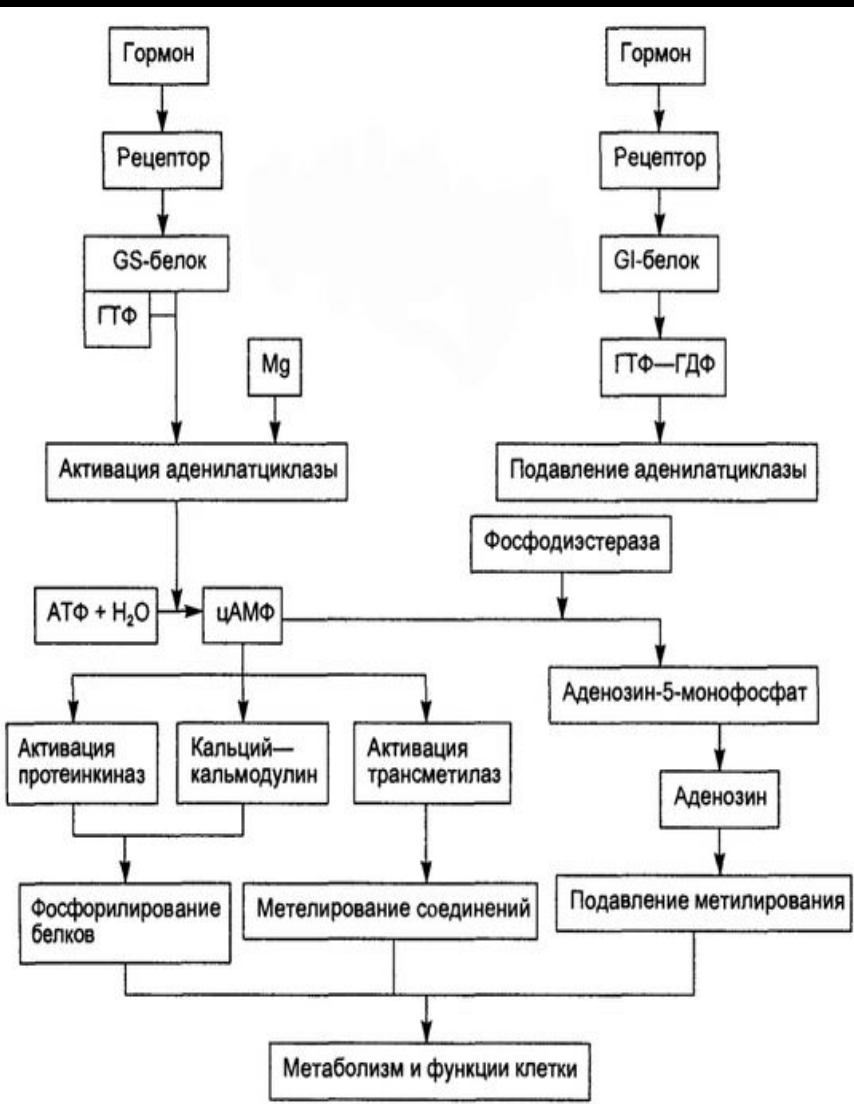 Гормон
Гормон
Рецептор
Рецептор
GS-белок
GI-белок
ГТФ
Mg
ГТФ—ГДФ
Активация аденилатциклазы
Подавление аденилатциклазы
Фосфодиэстераза
АТФ + H₂O
цАМФ
Аденозин-5-монофосфат
Активация
протеинкиназ
Кальций—
кальмодулин
Активация
трансметилаз
Аденозин
Фосфорилирование
белков
Метелирование соединений
Подавление метилирования
Метаболизм и функции клетки